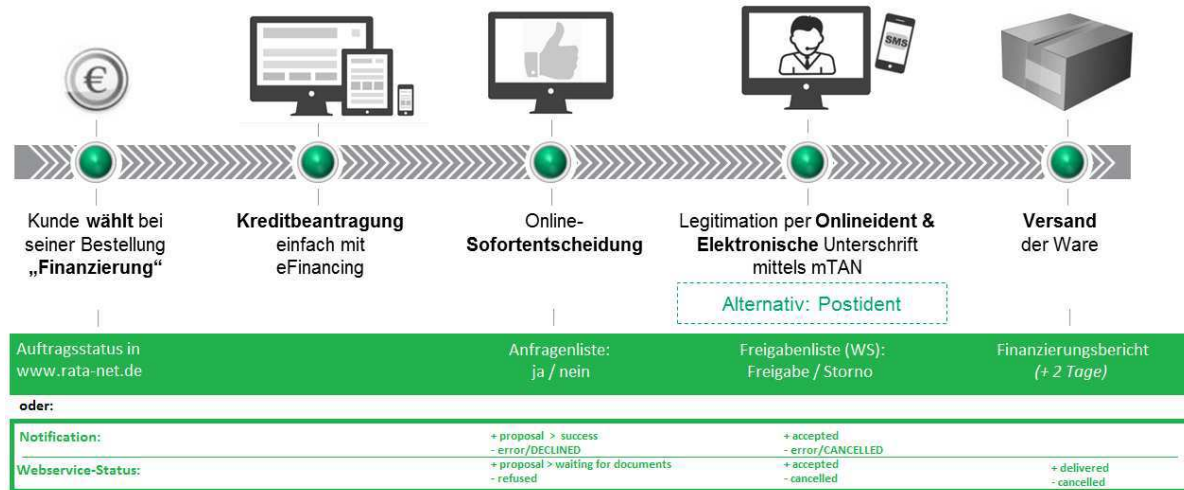 SMS
Kunde wählt bei
seiner Bestellung
„Finanzierung“
Kreditbeantragung
einfach mit
eFinancing
Online-
Sofortentscheidung
Legitimation per Onlineident &
Elektronische Unterschrift
mittels mTAN
Alternativ: Postident
Versand
der Ware
Auftragsstatus in
www.rata-net.de
Anfragenliste:
ja / nein
Freigabenliste (WS):
Freigabe / Storno
Finanzierungsbericht
(+ 2 Tage)
oder:
Notification:
+ proposal > success
- error/DECLINED
+ accepted
- error/CANCELLED
Webservice-Status:
+ proposal > waiting for documents
- refused
+ accepted
- cancelled
+ delivered
- cancelled